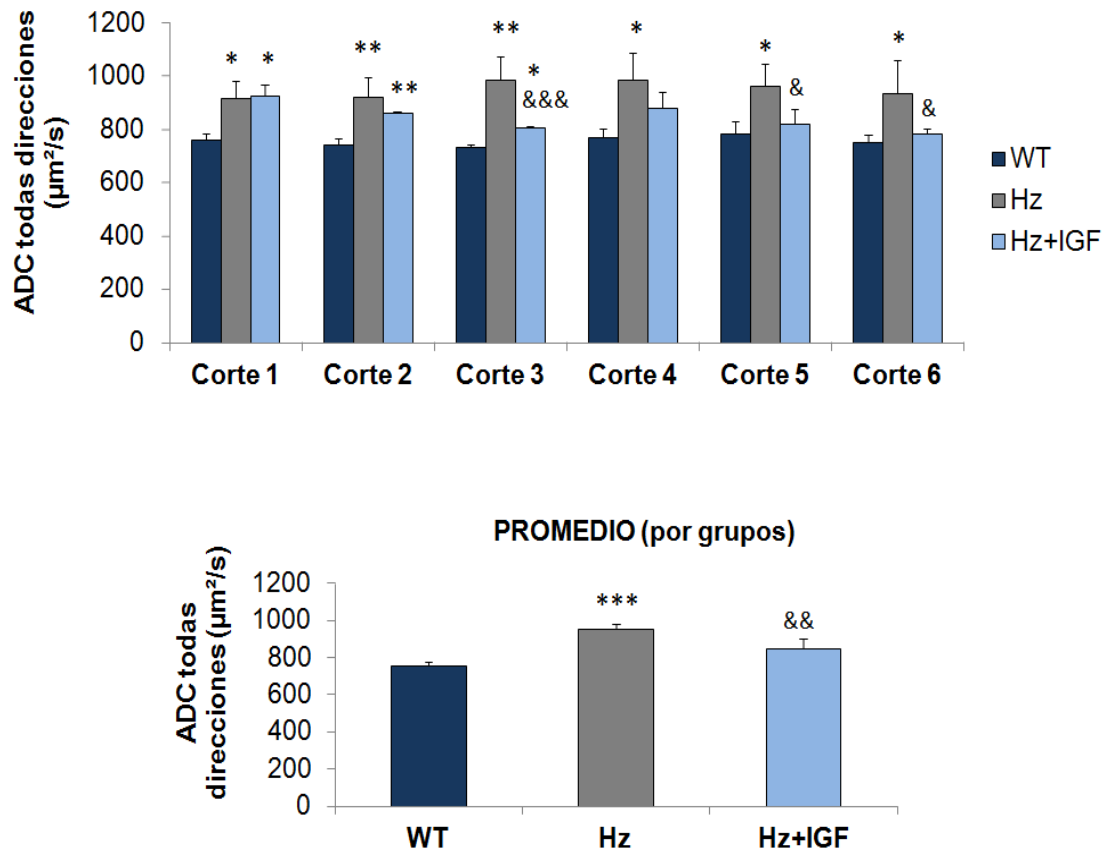 ADC todas direcciones
(µm²/s)
1200
1000
800
600
400
200
0
* *
** **
** * &&&
*
* &
* &
Corte 1 Corte 2 Corte 3 Corte 4 Corte 5 Corte 6
WT
Hz
Hz+IGF
PROMEDIO (por grupos)
ADC todas
direcciones (µm²/s)
1200
1000
800
600
400
200
0
***
&&
WT Hz Hz+IGF